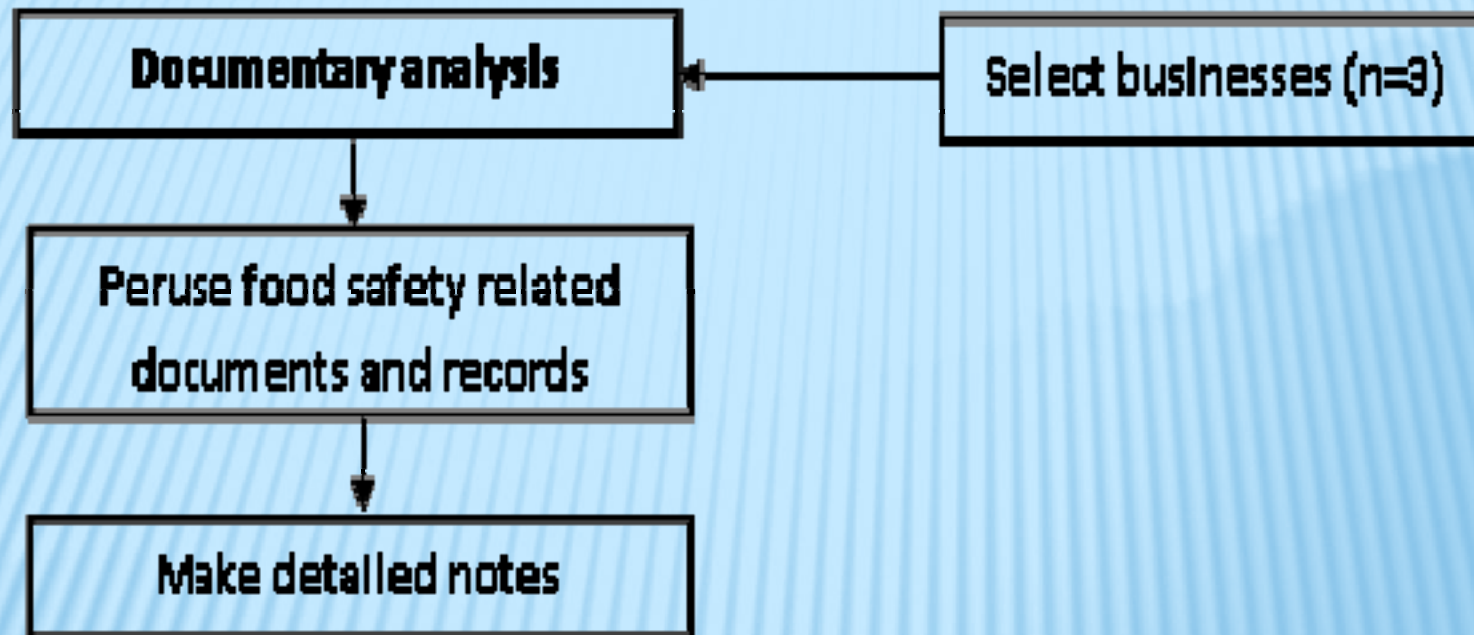 Documentary analysis
Select businesses (n=3)
Peruse food safety related
documents and records
Make detailed notes